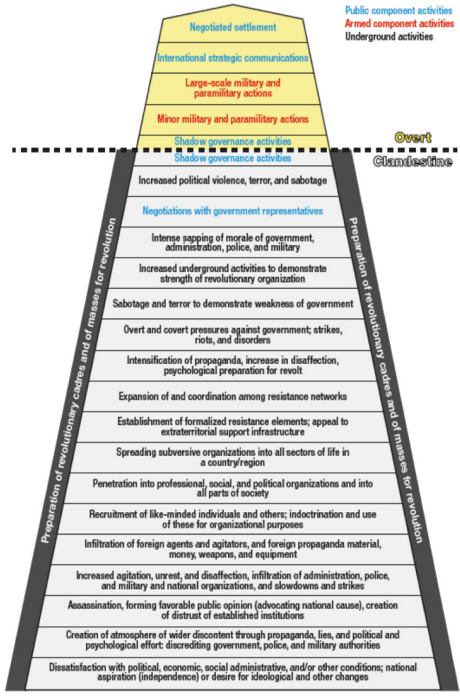 Public component activities
Armed component activities
Underground activities
Negotiated settlement
International strategic communications
Large-scale military and
paramilitary actions
Minor military and paramilitary actions
Shadow governance activities
Overt
Clandestine
Shadow governance activities
Increased political violence, terror, and sabotage
Negotiations with government representatives
Intense sapping of morale of government,
administration, police, and military
Increased underground activities to demonstrate
strength of revolutionary organization
Sabotage and terror to demonstrate weakness of government
Overt and covert pressures against government; strikes,
riots, and disorders
Intensification of propaganda, increase in disaffection,
psychological preparation for revolt
Expansion of and coordination among resistance networks
Establishment of formalized resistance elements; appeal to
extraterritorial support infrastructure
Spreading subversive organizations into all sectors of life in
a country/region
Penetration into professional, social, and political organizations and into
all parts of society
Recruitment of like-minded individuals and others; indoctrination and use
of these for organizational purposes
Infiltration of foreign agents and agitators, and foreign propaganda material,
money, weapons, and equipment
Increased agitation, unrest, and disaffection, infiltration of administration, police,
and military and national organizations, and slowdowns and strikes
Assassination, forming favorable public opinion (advocating national cause), creation
of distrust of established institutions
Creation of atmosphere of wider discontent through propaganda, lies, and political and
psychological effort: discrediting government, police, and military authorities
Dissatisfaction with political, economic, social administrative, and/or other conditions; national
aspiration (independence) or desire for ideological and other changes
Preparation of revolutionary cadres and of masses for revolution
Preparation of revolutionary cadres and of masses for revolution